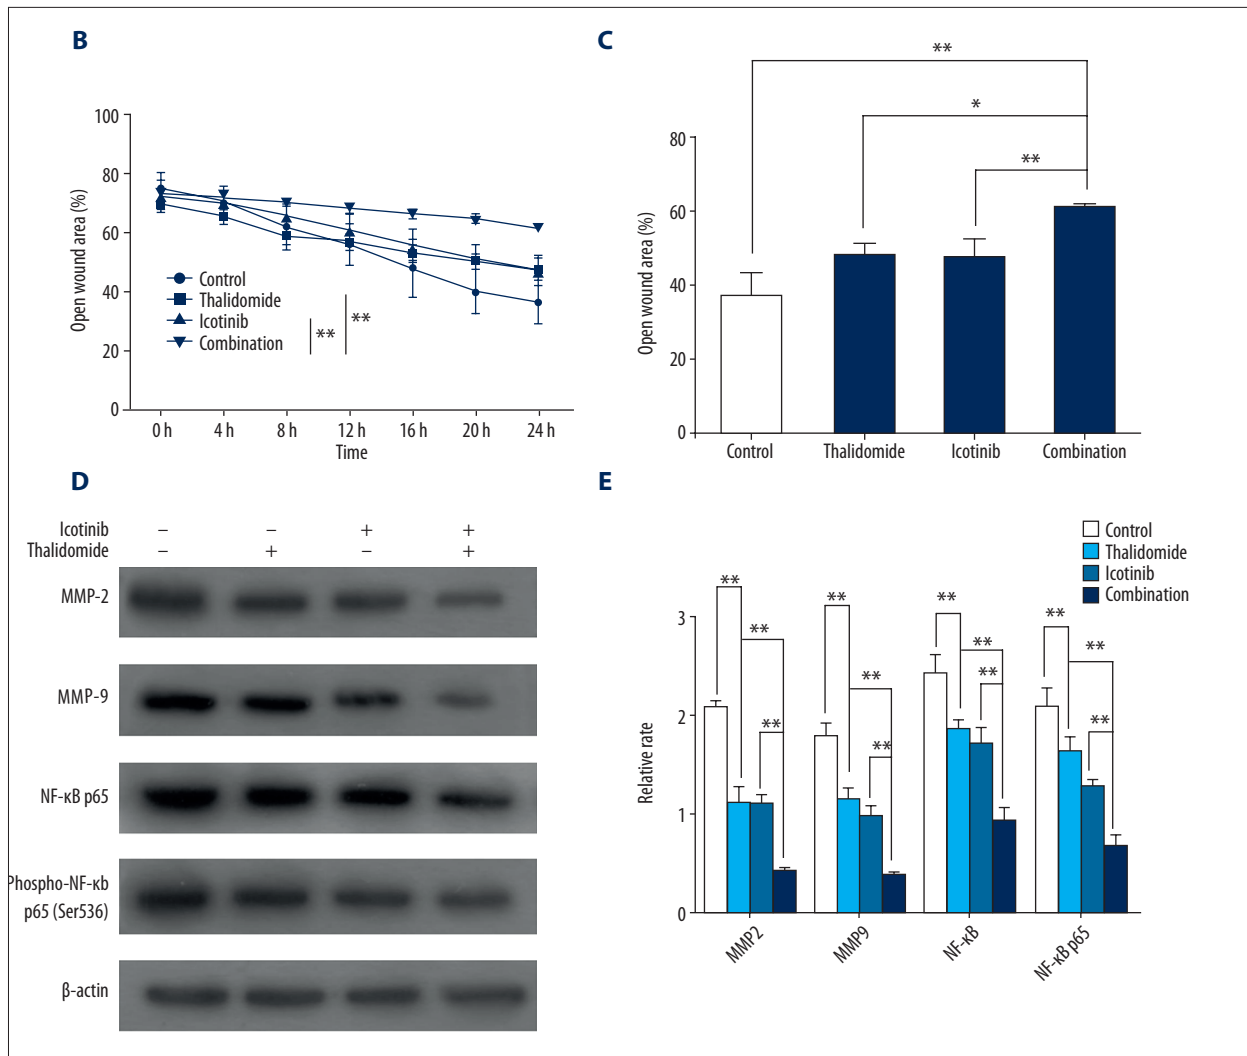 B
100
80
60
40
20
0
Open wound area (%)
Control
Thalidomide
Icotinib
Combination
**
**
0 h 4 h 8 h 12 h 16 h 20 h 24 h
Time
C
**
*
**
80
60
40
20
0
Open wound area (%)
Control Thalidomide Icotinib Combination
D
Icotinib – – + +
Thalidomide – + – +
MMP-2
MMP-9
NF-κB p65
Phospho-NF-κb
p65 (Ser536)
β-actin
E
Control
Thalidomide
Icotinib
Combination
3
2
1
0
Relative rate
** ** **
** ** **
** ** **
** ** **
MMP2 MMP9 NF-κB NF-κB p65